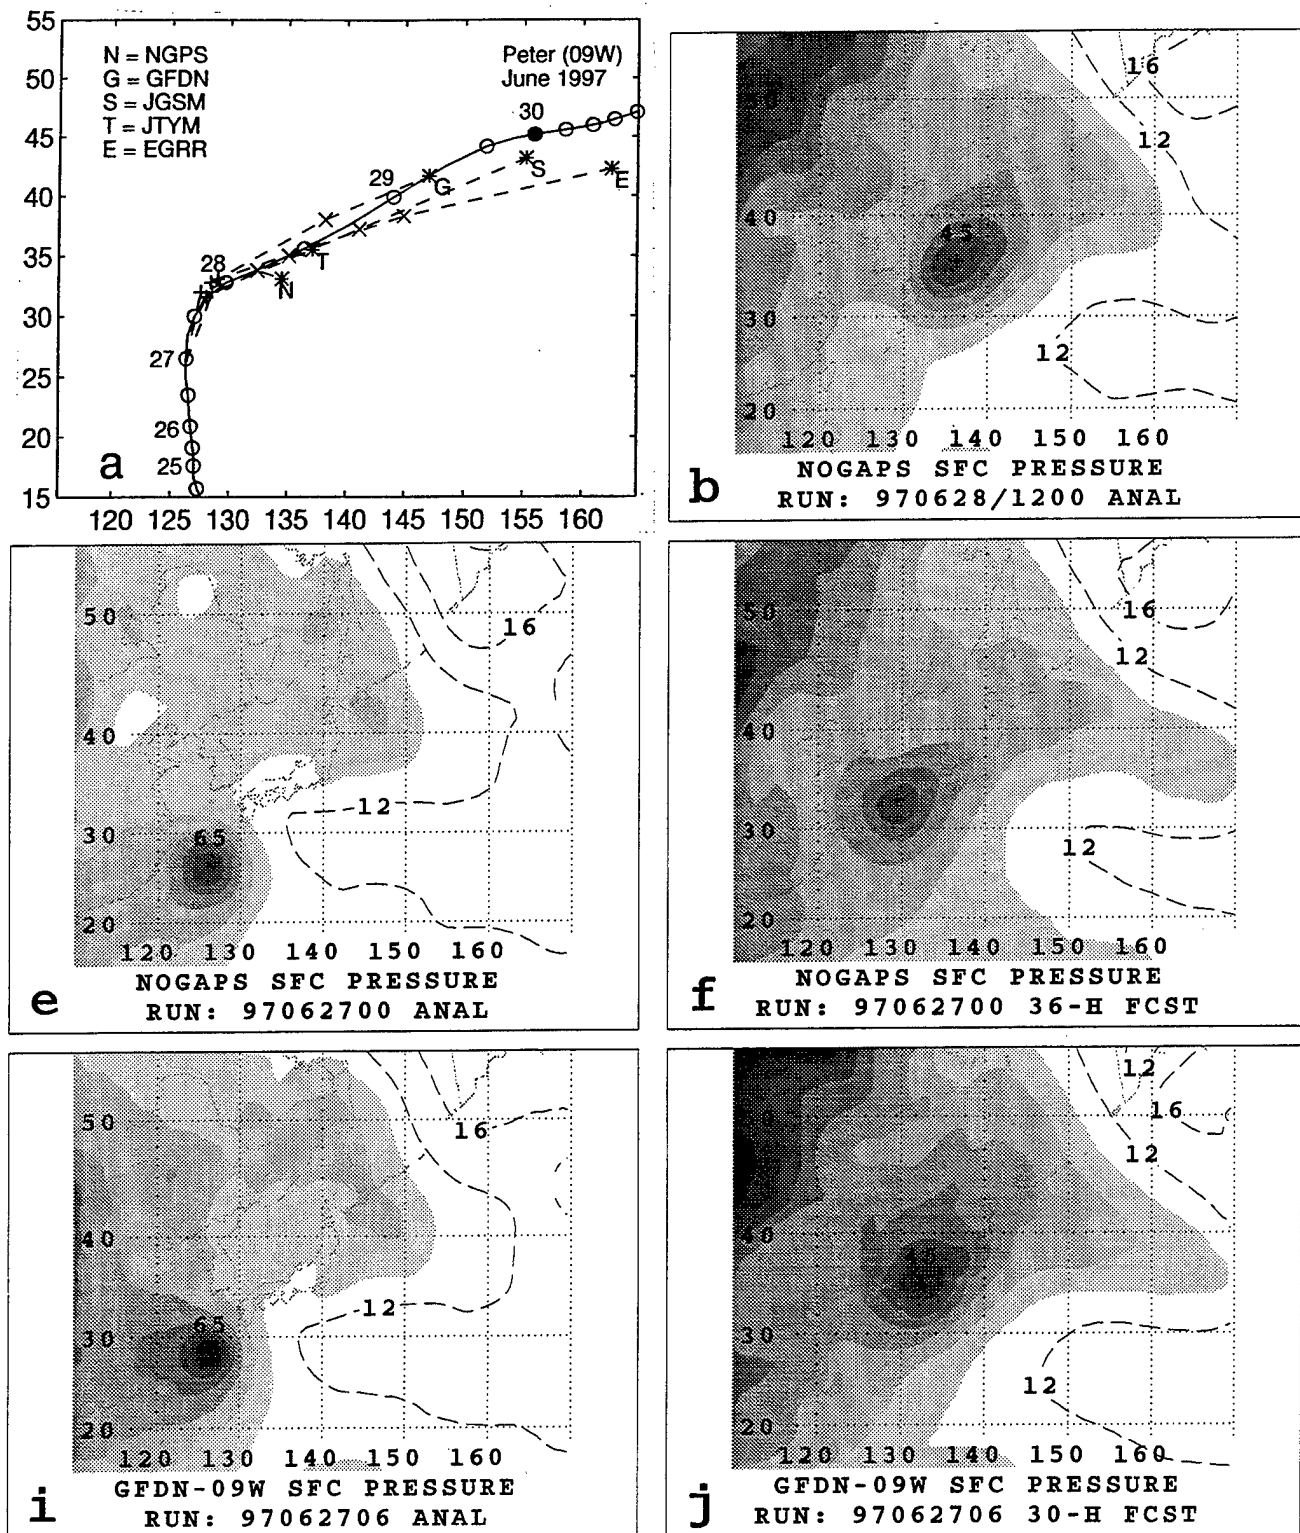 55
50
45
40
35
30
25
20
15
120 125 130 135 140 145 150 155 160
N = NGPS
G = GFDN
S = JGSM
T = JTYM
E = EGRR
Peter (09W)
June 1997
30
29
28
27
26
25
S
E
G
T
N
a
16
12
50
40
45
30
12
20
120 130 140 150 160
NOGAPS SFC PRESSURE
RUN: 970628/1200 ANAL
b
50
16
40
12
30
65
20
120 130 140 150 160
NOGAPS SFC PRESSURE
RUN: 97062700 ANAL
e
50
16
12
40
30
12
20
120 130 140 150 160
NOGAPS SFC PRESSURE
RUN: 97062700 36-H FCST
f
50
16
40
12
65
30
20
120 130 140 150 160
GFDN-09W SFC PRESSURE
RUN: 97062706 ANAL
i
12
50
16
12
40
45
30
12
20
120 130 140 150 160
GFDN-09W SFC PRESSURE
RUN: 97062706 30-H FCST
j